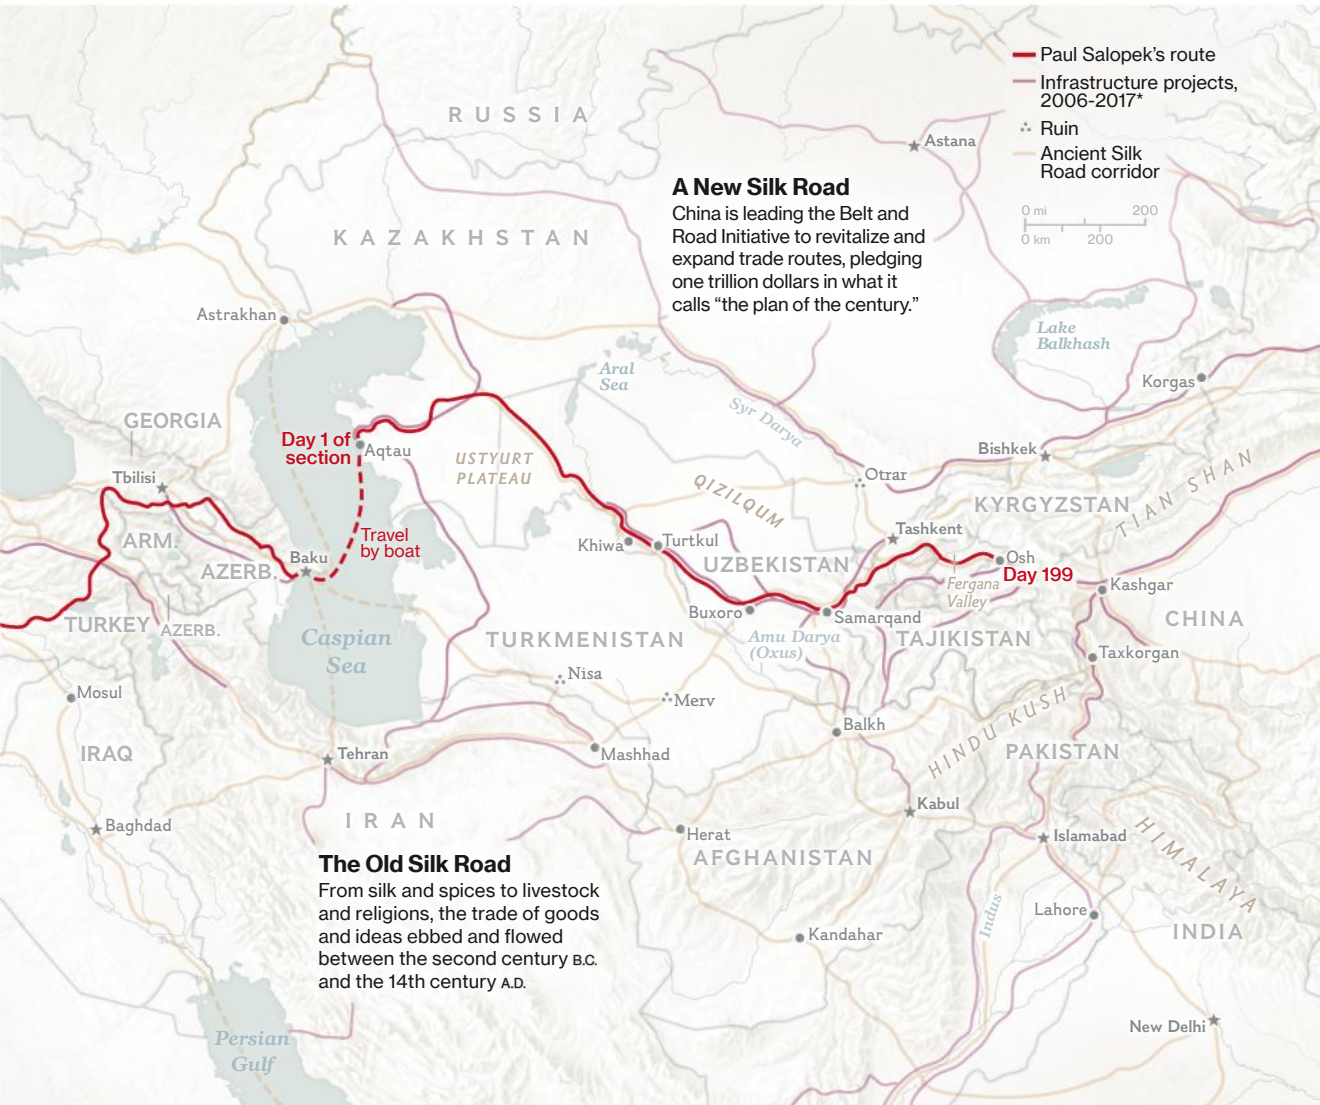 Paul Salopek's route
Infrastructure projects,
2006-2017*
Ruin
Ancient Silk
Road corridor
0 mi 200
0 km 200
RUSSIA
Astana
A New Silk Road
China is leading the Belt and
Road Initiative to revitalize and
expand trade routes, pledging
one trillion dollars in what it
calls “the plan of the century.”
KAZAKHSTAN
Astrakhan
Lake
Balkhash
Aral
Sea
Korgas
Syr Darya
GEORGIA
Day 1 of
section
Aqtau
USTYURT
PLATEAU
Bishkek
Tbilisi
Otrar
QIZILQUM
KYRGYZSTAN
TIAN SHAN
Travel
by boat
ARM.
Khiwa
Turtkul
Tashkent
Baku
AZERB.
UZBEKISTAN
Osh
Day 199
Fergana
Valley
Kashgar
TURKEY
AZERB.
Buxoro
Samarqand
CHINA
Caspian
Sea
TURKMENISTAN
Amu Darya
(Oxus)
TAJIKISTAN
Taxkorgan
Mosul
Nisa
Merv
HINDU KUSH
Balkh
IRAQ
Tehran
Mashhad
PAKISTAN
Kabul
Baghdad
IRAN
Herat
Islamabad
HIMALAYA
AFGHANISTAN
The Old Silk Road
From silk and spices to livestock
and religions, the trade of goods
and ideas ebbed and flowed
between the second century B.C.
and the 14th century A.D.
Indus
Lahore
INDIA
Kandahar
New Delhi
Persian
Gulf